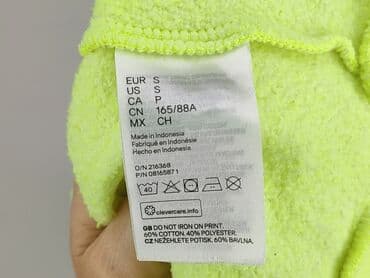 EUR S
US S
CA P
CN 165/88A
MX CH
Made in Indonesia
Fabriqué en Indonésie
Hecho en Indonesia
O/N 216368
P/N 0816587 1
40
clevercare.info
GB DO NOT IRON ON PRINT.
60% COTTON, 40% POLYESTER.
CZ NEŽEHLETE POTISK. 60% BAVLNA,